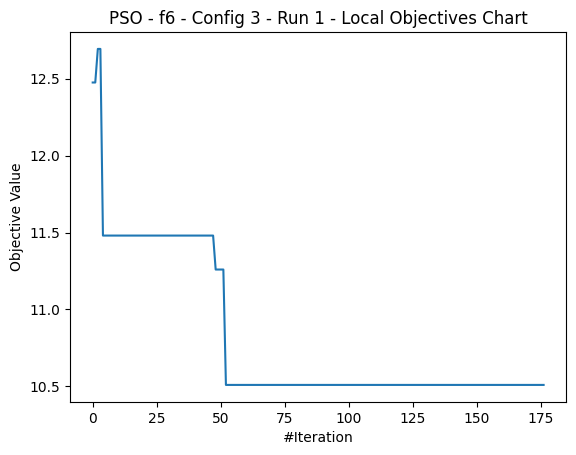 PSO - f6 - Config 3 - Run 1 - Local Objectives Chart
12.5
12.0
11.5
11.0
10.5
Objective Value
0 25 50 75 100 125 150 175
#Iteration